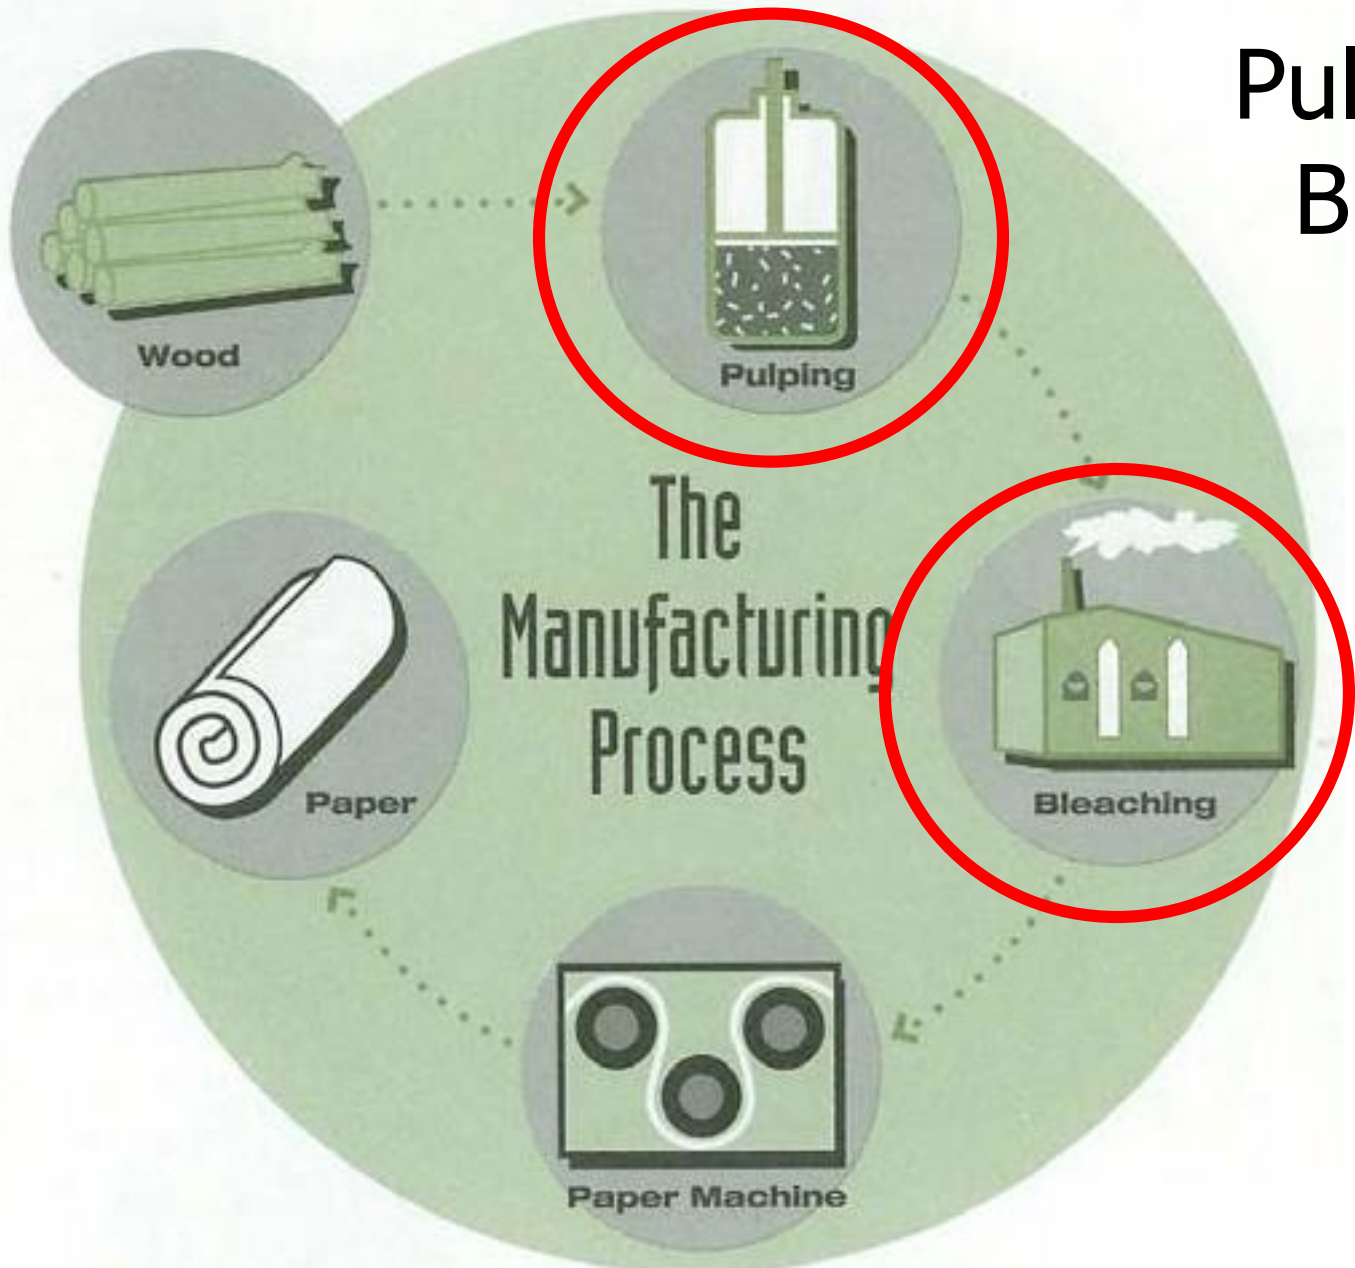 Pul
B
Wood
Pulping
The
Manufacturing
Process
Paper
Bleaching
Paper Machine